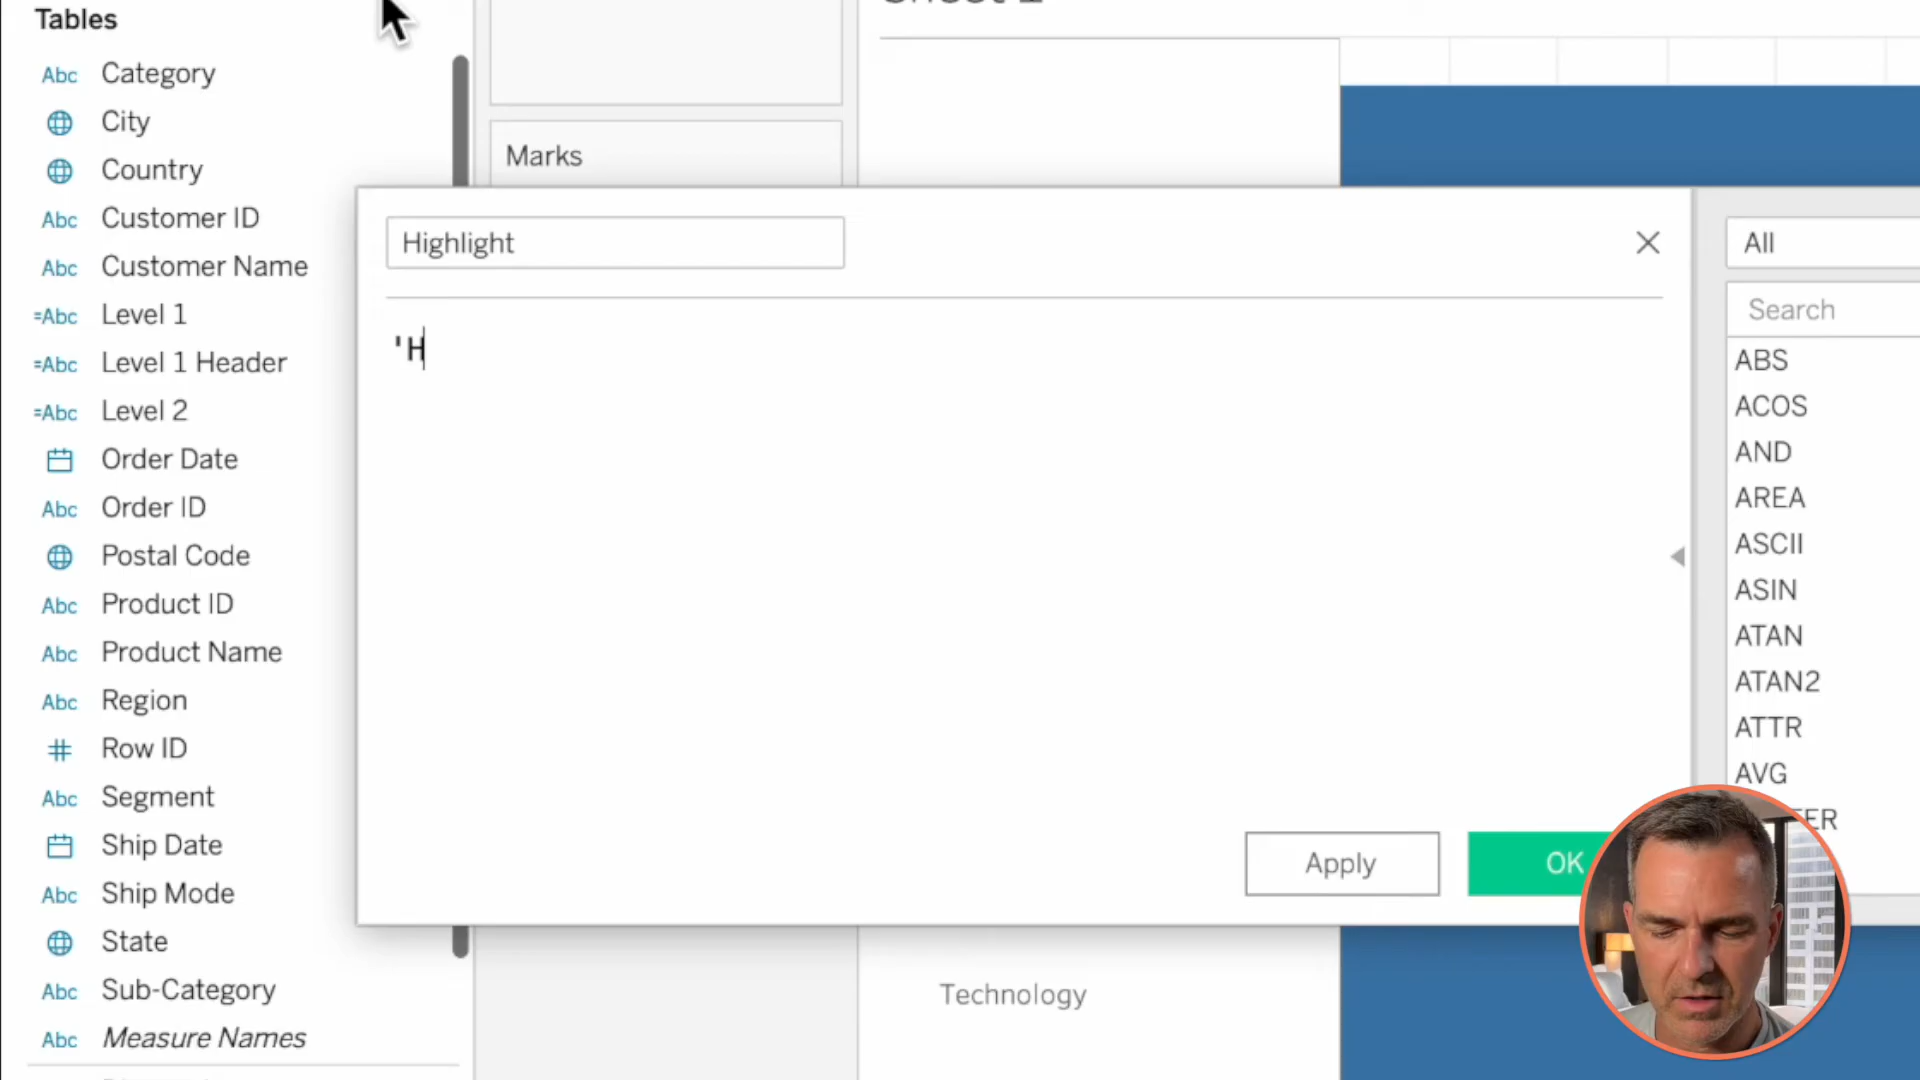 Tables
Abc Category
City
Country
Abc Customer ID
Abc Customer Name
=Abc Level 1
=Abc Level 1 Header
=Abc Level 2
Order Date
Abc Order ID
Postal Code
Abc Product ID
Abc Product Name
Abc Region
# Row ID
Abc Segment
Ship Date
Abc Ship Mode
State
Abc Sub-Category
Abc Measure Names
Marks
Highlight
'H
Apply
OK
Technology
All
Search
ABS
ACOS
AND
AREA
ASCII
ASIN
ATAN
ATAN2
ATTR
AVG